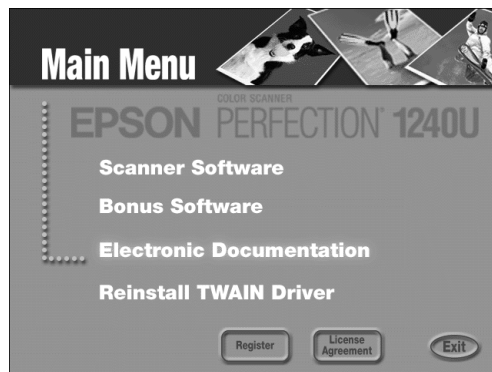 Main Menu
COLOR SCANNER
EPSON PERFECTION 1240U
Scanner Software
Bonus Software
Electronic Documentation
Reinstall TWAIN Driver
Register
License
Agreement
Exit